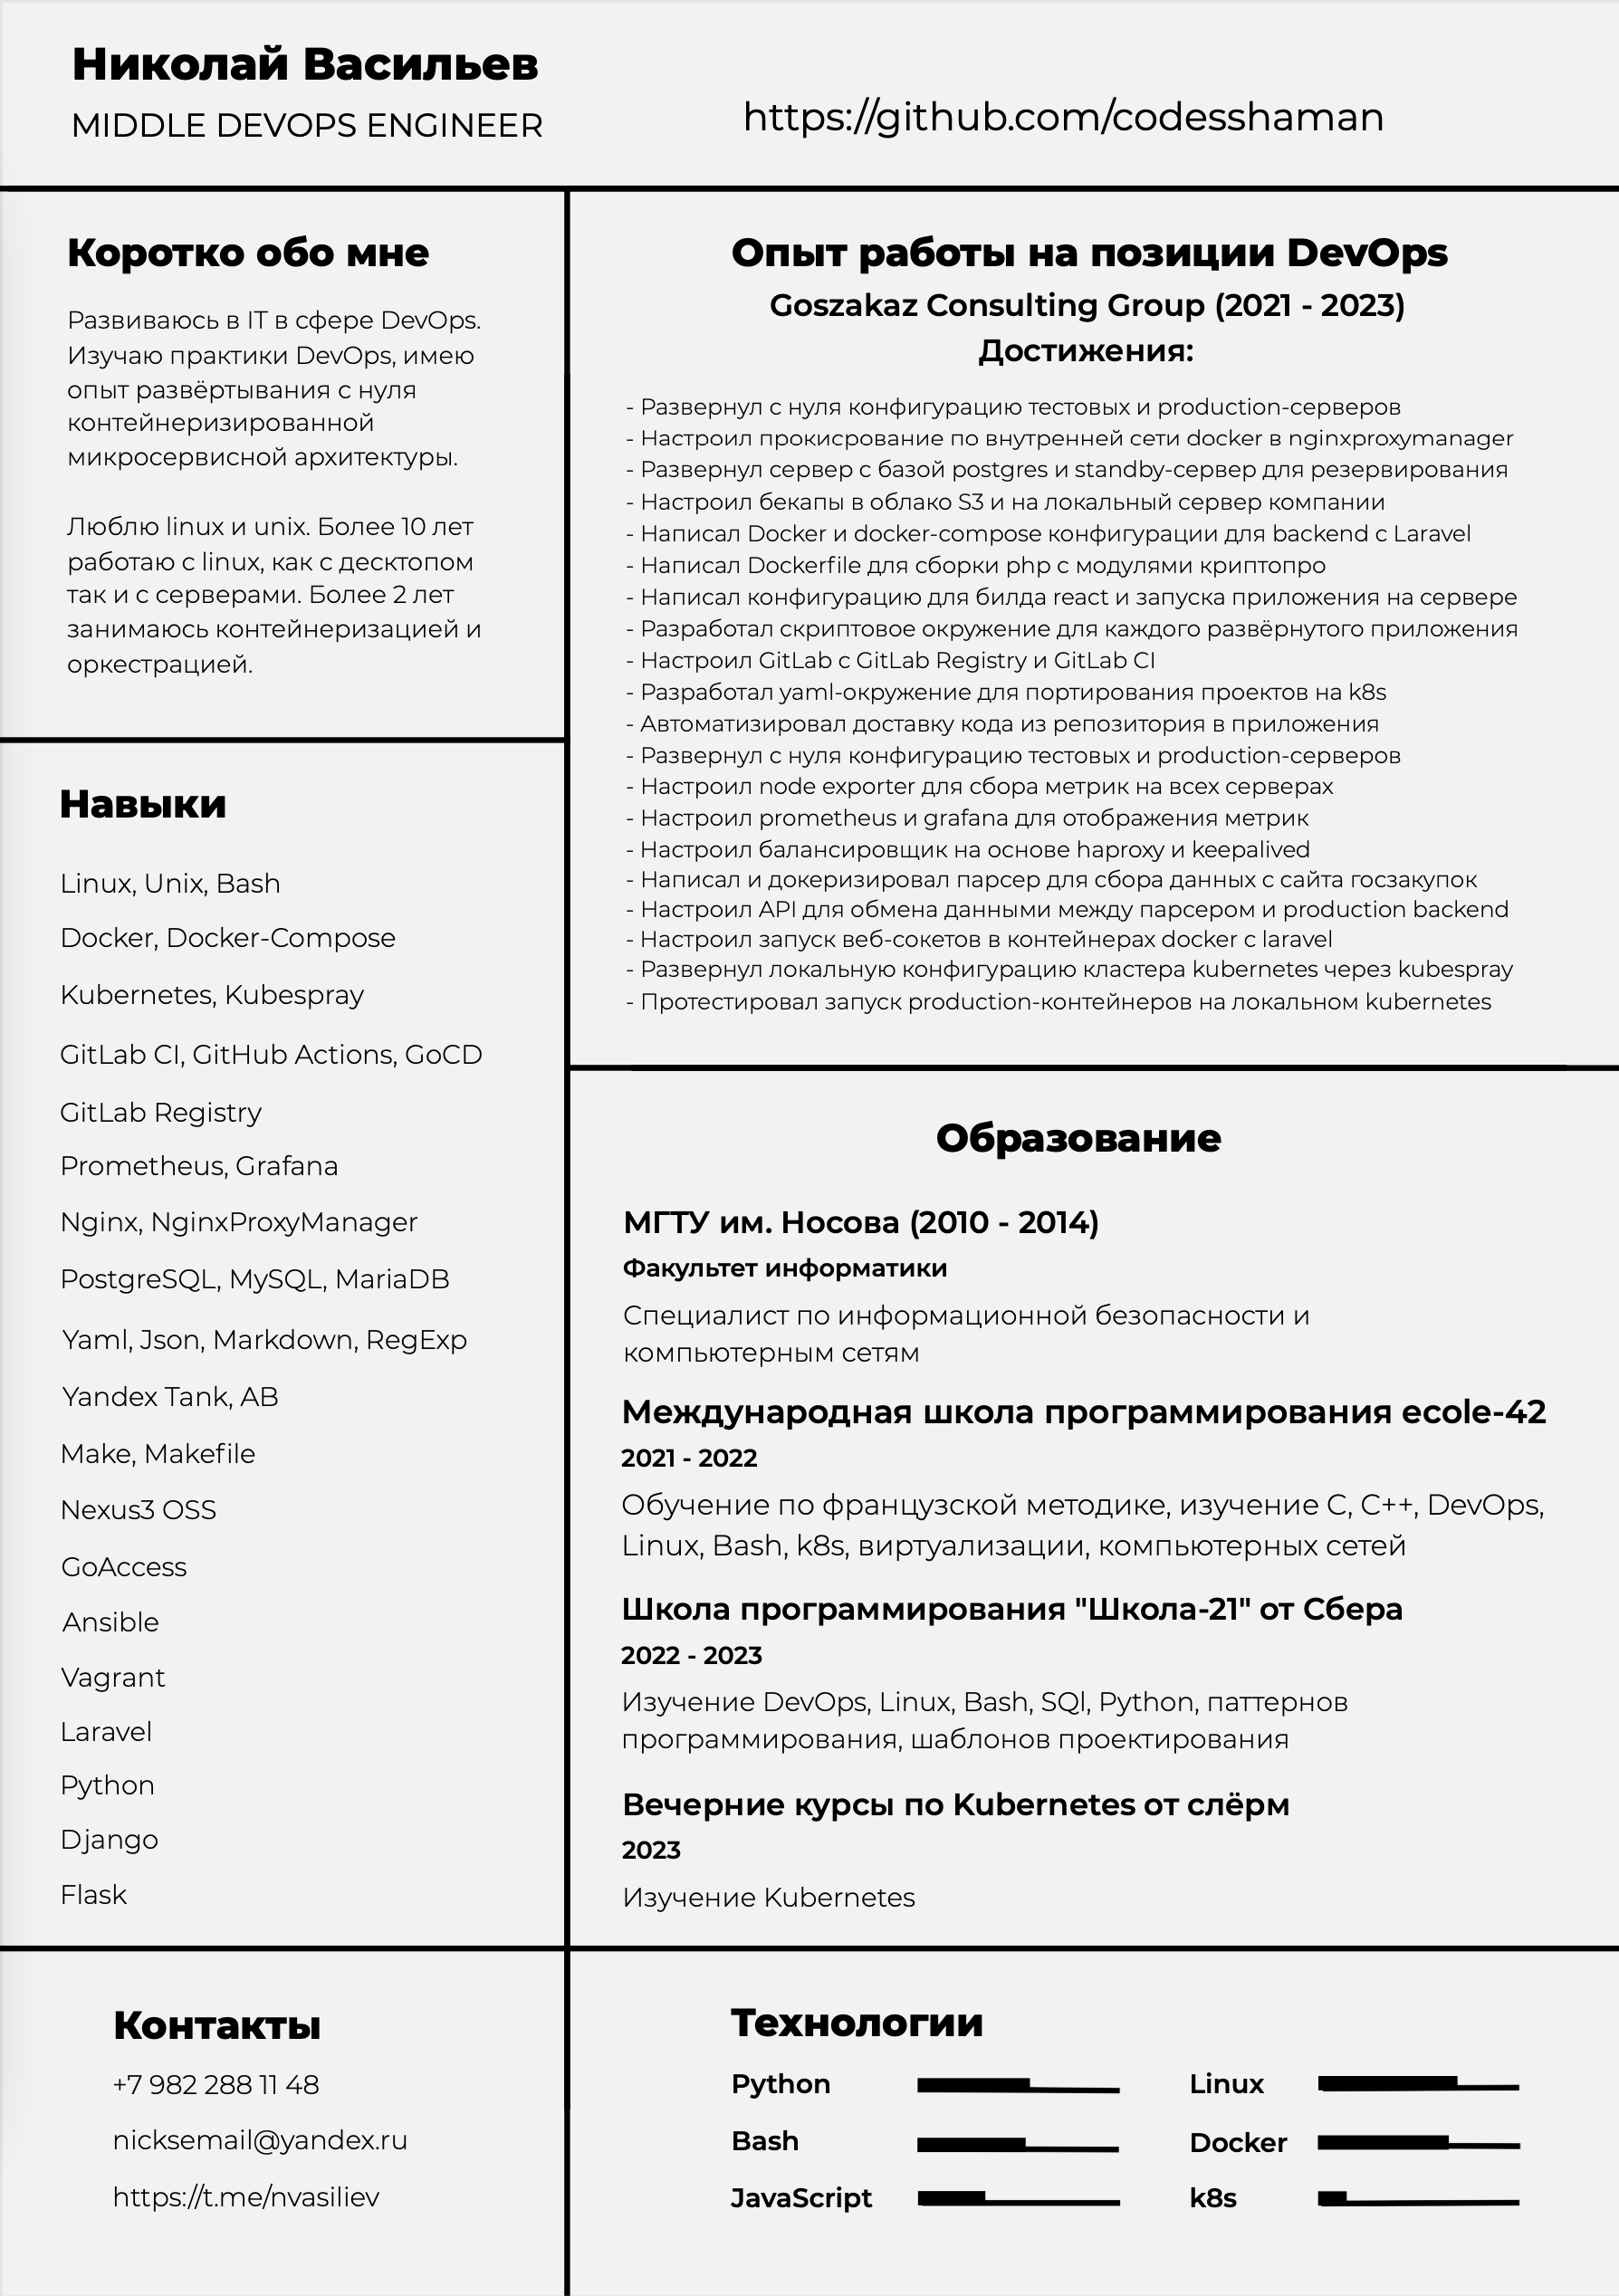 Николай Васильев
MIDDLE DEVOPS ENGINEER
https://github.com/codesshaman
Коротко обо мне
Развиваюсь в IT в сфере DevOps.
Изучаю практики DevOps, имею
опыт развёртывания с нуля
контейнеризированной
микросервисной архитектуры.
Люблю linux и unix. Более 10 лет
работаю с linux, как с десктопом
так и с серверами. Более 2 лет
занимаюсь контейнеризацией и
оркестрацией.
Навыки
Linux, Unix, Bash
Docker, Docker-Compose
Kubernetes, Kubespray
GitLab CI, GitHub Actions, GoCD
GitLab Registry
Prometheus, Grafana
Nginx, NginxProxyManager
PostgreSQL, MySQL, MariaDB
Yaml, Json, Markdown, RegExp
Yandex Tank, AB
Make, Makefile
Nexus3 OSS
GoAccess
Ansible
Vagrant
Laravel
Python
Django
Flask
Опыт работы на позиции DevOps
Goszakaz Consulting Group (2021 - 2023)
Достижения:
- Развернул с нуля конфигурацию тестовых и production-серверов
- Настроил прокисрование по внутренней сети docker в nginxproxymanager
- Развернул сервер с базой postgres и standby-сервер для резервирования
- Настроил бекапы в облако S3 и на локальный сервер компании
- Написал Docker и docker-compose конфигурации для backend с Laravel
- Написал Dockerfile для сборки php с модулями криптопро
- Написал конфигурацию для билда react и запуска приложения на сервере
- Разработал скриптовое окружение для каждого развёрнутого приложения
- Настроил GitLab с GitLab Registry и GitLab CI
- Разработал yaml-окружение для портирования проектов на k8s
- Автоматизировал доставку кода из репозитория в приложения
- Развернул с нуля конфигурацию тестовых и production-серверов
- Настроил node exporter для сбора метрик на всех серверах
- Настроил prometheus и grafana для отображения метрик
- Настроил балансировщик на основе haproxy и keepalived
- Написал и докеризировал парсер для сбора данных с сайта госзакупок
- Настроил API для обмена данными между парсером и production backend
- Настроил запуск веб-сокетов в контейнерах docker с laravel
- Развернул локальную конфигурацию кластера kubernetes через kubespray
- Протестировал запуск production-контейнеров на локальном kubernetes
Образование
МГТУ им. Носова (2010 - 2014)
Факультет информатики
Специалист по информационной безопасности и
компьютерным сетям
Международная школа программирования ecole-42
2021 - 2022
Обучение по французской методике, изучение C, C++, DevOps,
Linux, Bash, k8s, виртуализации, компьютерных сетей
Школа программирования "Школа-21" от Сбера
2022 - 2023
Изучение DevOps, Linux, Bash, SQl, Python, паттернов
программирования, шаблонов проектирования
Вечерние курсы по Kubernetes от слёрм
2023
Изучение Kubernetes
Контакты
+7 982 288 11 48
nicksemail@yandex.ru
https://t.me/nvasiliev
Технологии
Python
Linux
Bash
Docker
JavaScript
k8s